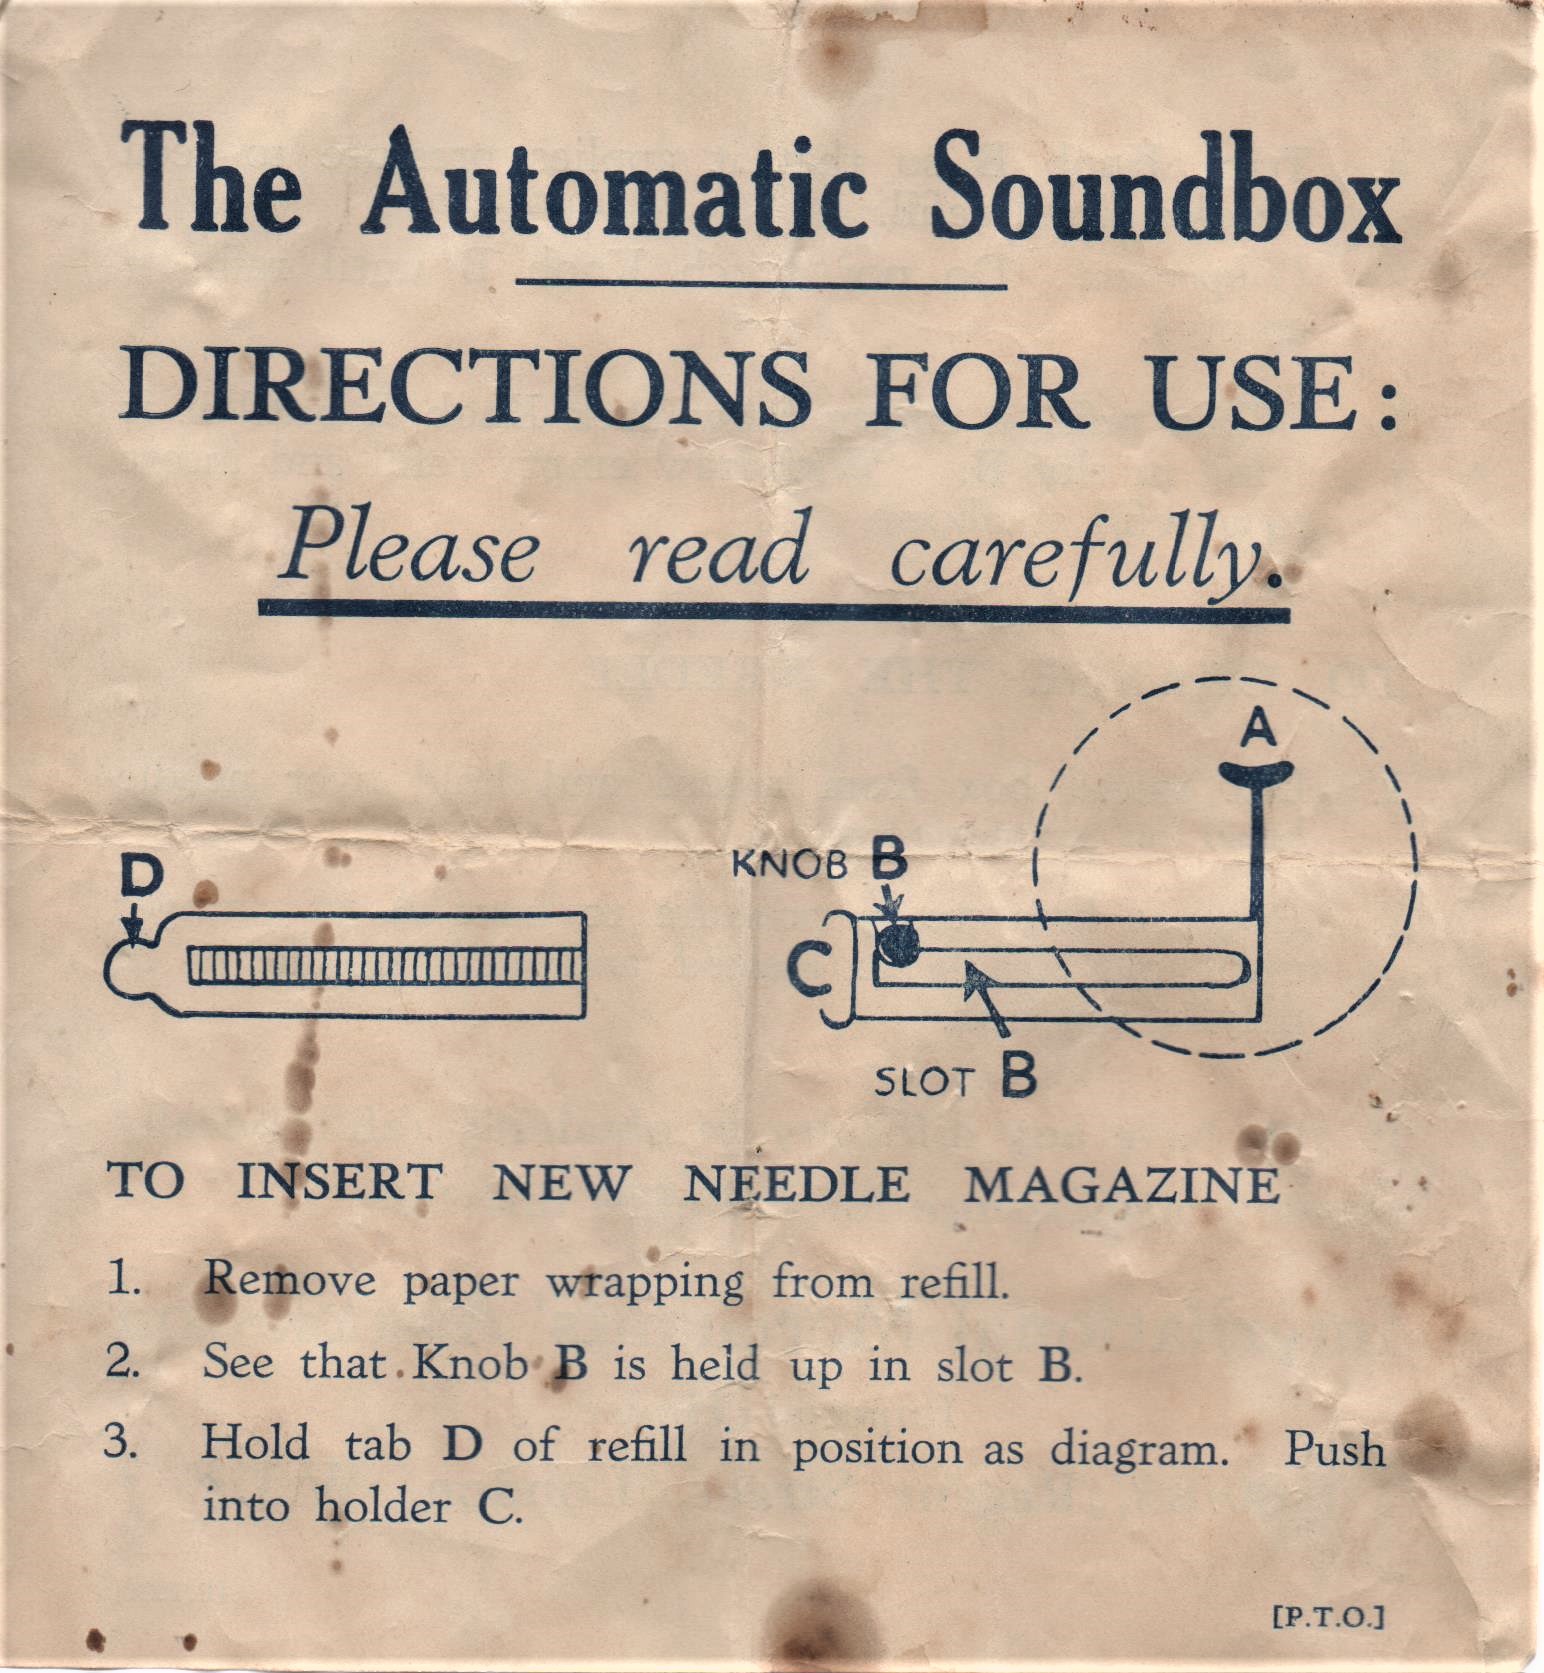 The Automatic Soundbox
DIRECTIONS FOR USE:
Please read carefully.
A
KNOB B
D
C
SLOT B
TO INSERT NEW NEEDLE MAGAZINE
1. Remove paper wrapping from refill.
2. See that Knob B is held up in slot B.
3. Hold tab D of refill in position as diagram. Push
into holder C.
[P.T.O.]